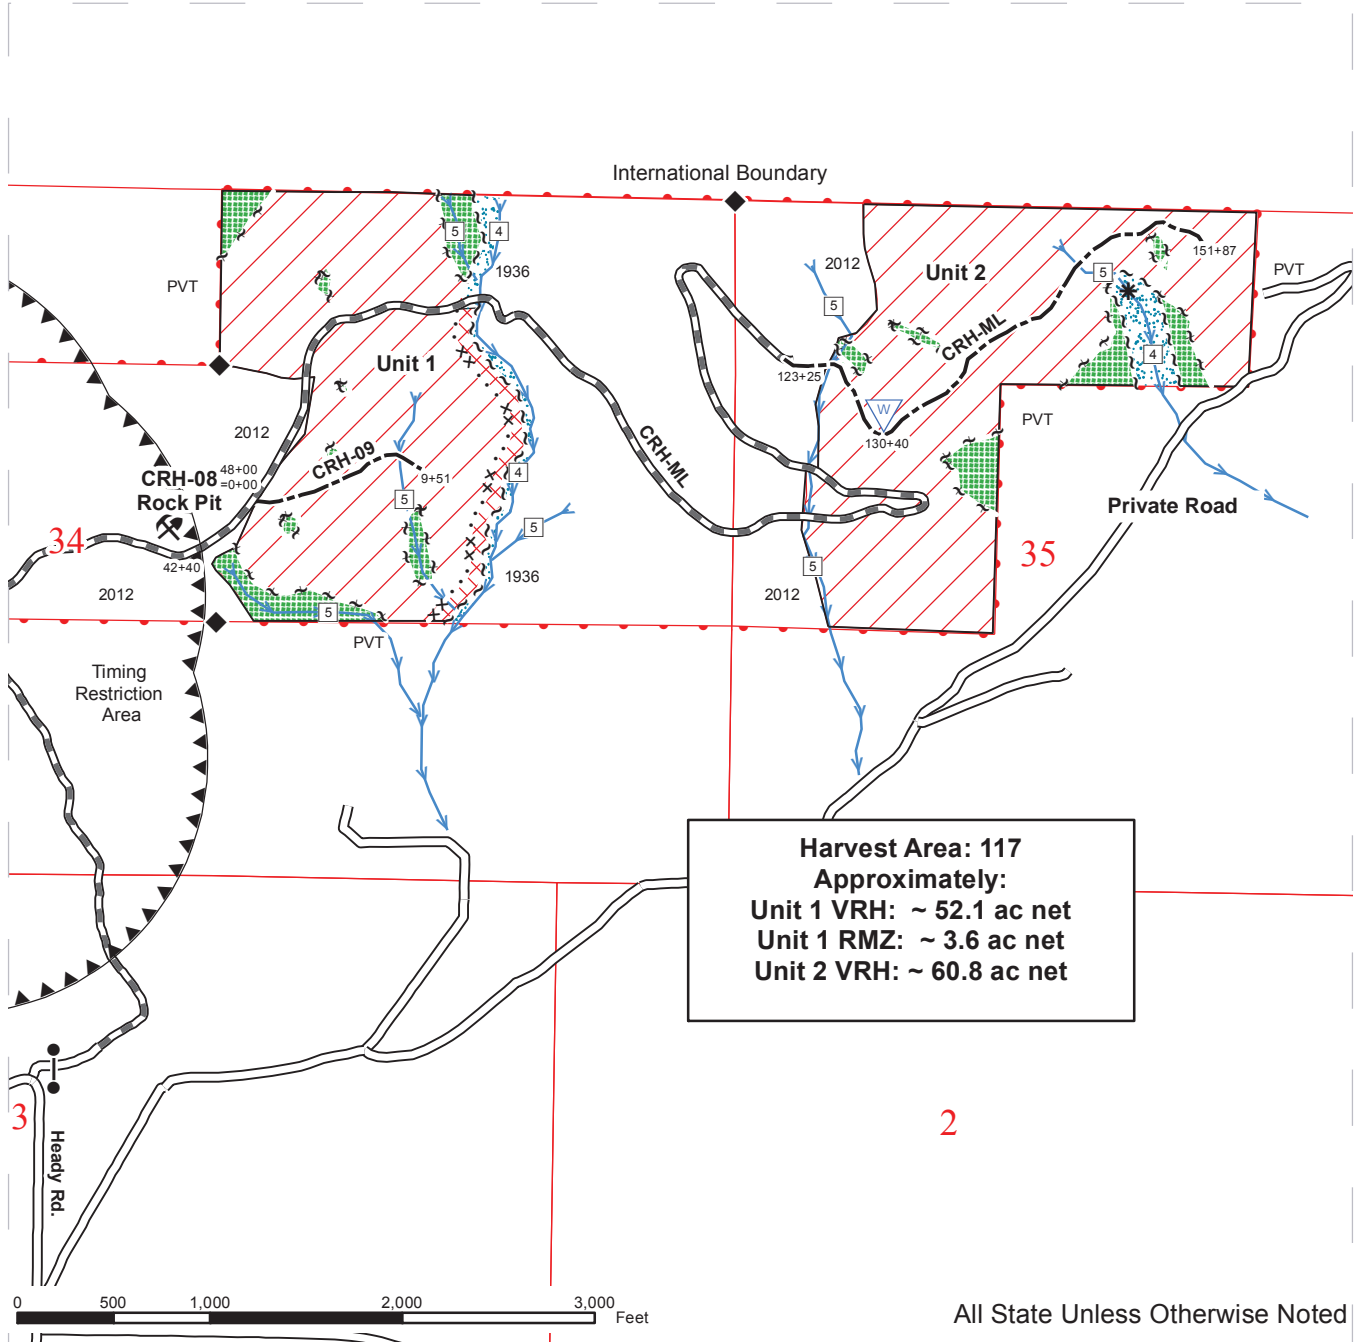 International Boundary
5
4
1936
2012
Unit 2
151+87
5
PVT
PVT
5
Unit 1
CRH-ML
4
123+25
W
PVT
130+40
2012
CRH-ML
CRH-09
CRH-08
48+00
=0+00
Rock Pit
9+51
4
5
5
Private Road
34
42+40
35
5
1936
2012
2012
5
PVT
Timing
Restriction
Area
Harvest Area: 117
Approximately:
Unit 1 VRH: ~ 52.1 ac net
Unit 1 RMZ: ~ 3.6 ac net
Unit 2 VRH: ~ 60.8 ac net
3
2
Heady Rd.
0 500 1,000 2,000 3,000
Feet
All State Unless Otherwise Noted